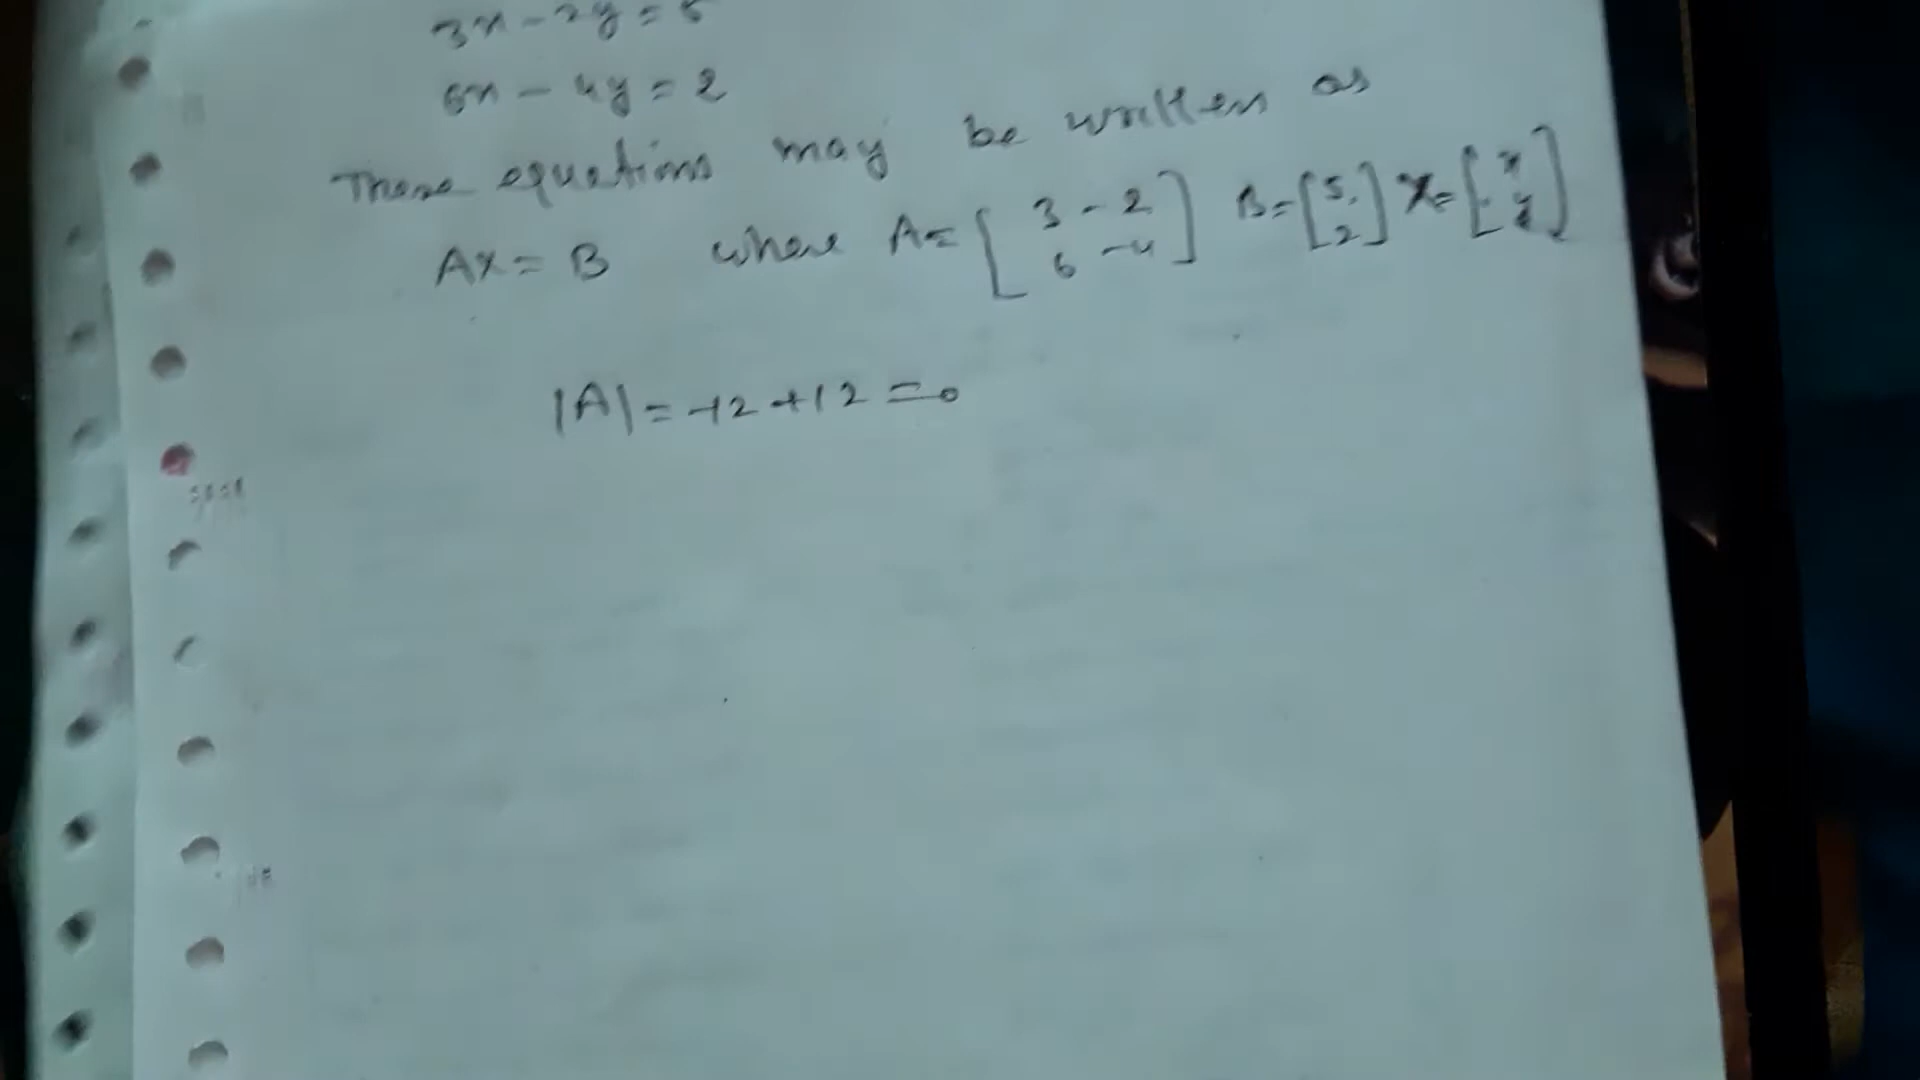 3x - 2y = 5
6x - 4y = 2
These equations may be written as
AX = B where A = [ 3 -2 6 -4 ] B = [ 5, 2 ] X = [ x y ]
|A| = -12 + 12 = 0